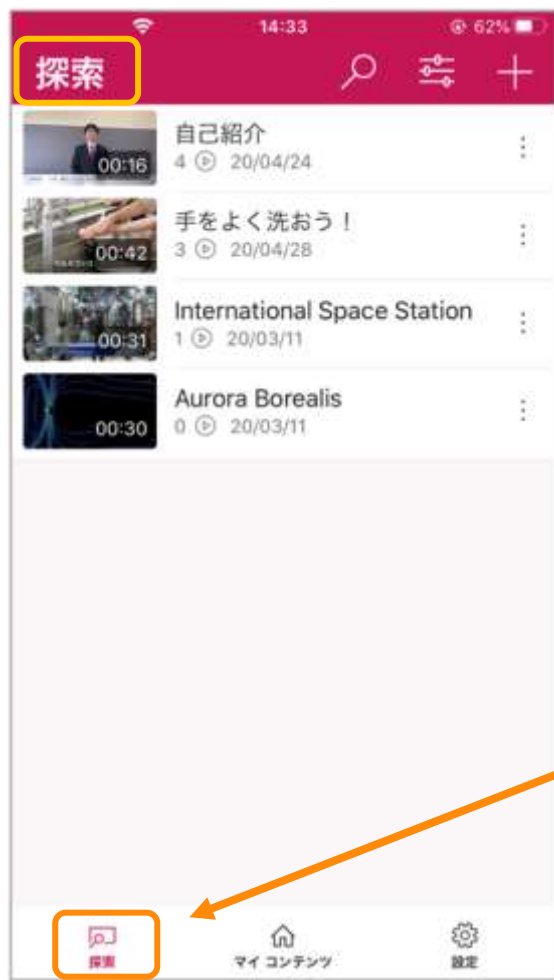 14:33
62%
探索
00:16
自己紹介
4 20/04/24
00:42
手をよく洗おう！
3 20/04/28
00:31
International Space Station
1 20/03/11
00:30
Aurora Borealis
0 20/03/11
探索
マイ コンテンツ
設定